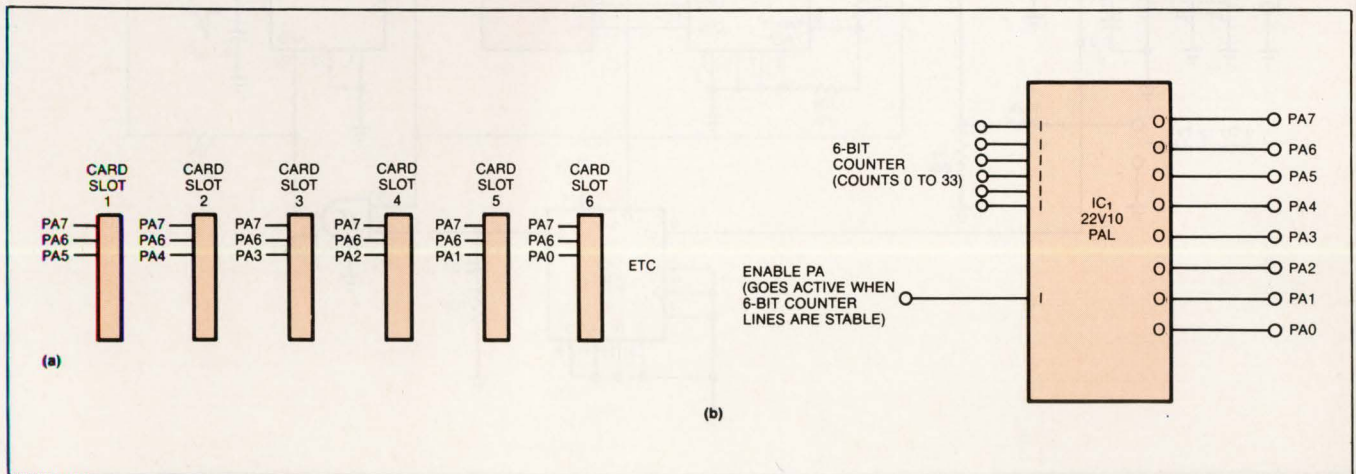 CARD SLOT 1
CARD SLOT 2
CARD SLOT 3
CARD SLOT 4
CARD SLOT 5
CARD SLOT 6
PA7
PA6
PA5
PA7
PA6
PA4
PA7
PA6
PA3
PA7
PA6
PA2
PA7
PA6
PA1
PA7
PA6
PA0
ETC
(a)
6-BIT
COUNTER
(COUNTS 0 TO 33)
I
I
I
I
I
I
ENABLE PA
(GOES ACTIVE WHEN
6-BIT COUNTER
LINES ARE STABLE)
I
IC₁
22V10
PAL
O PA7
O PA6
O PA5
O PA4
O PA3
O PA2
O PA1
O PA0
(b)